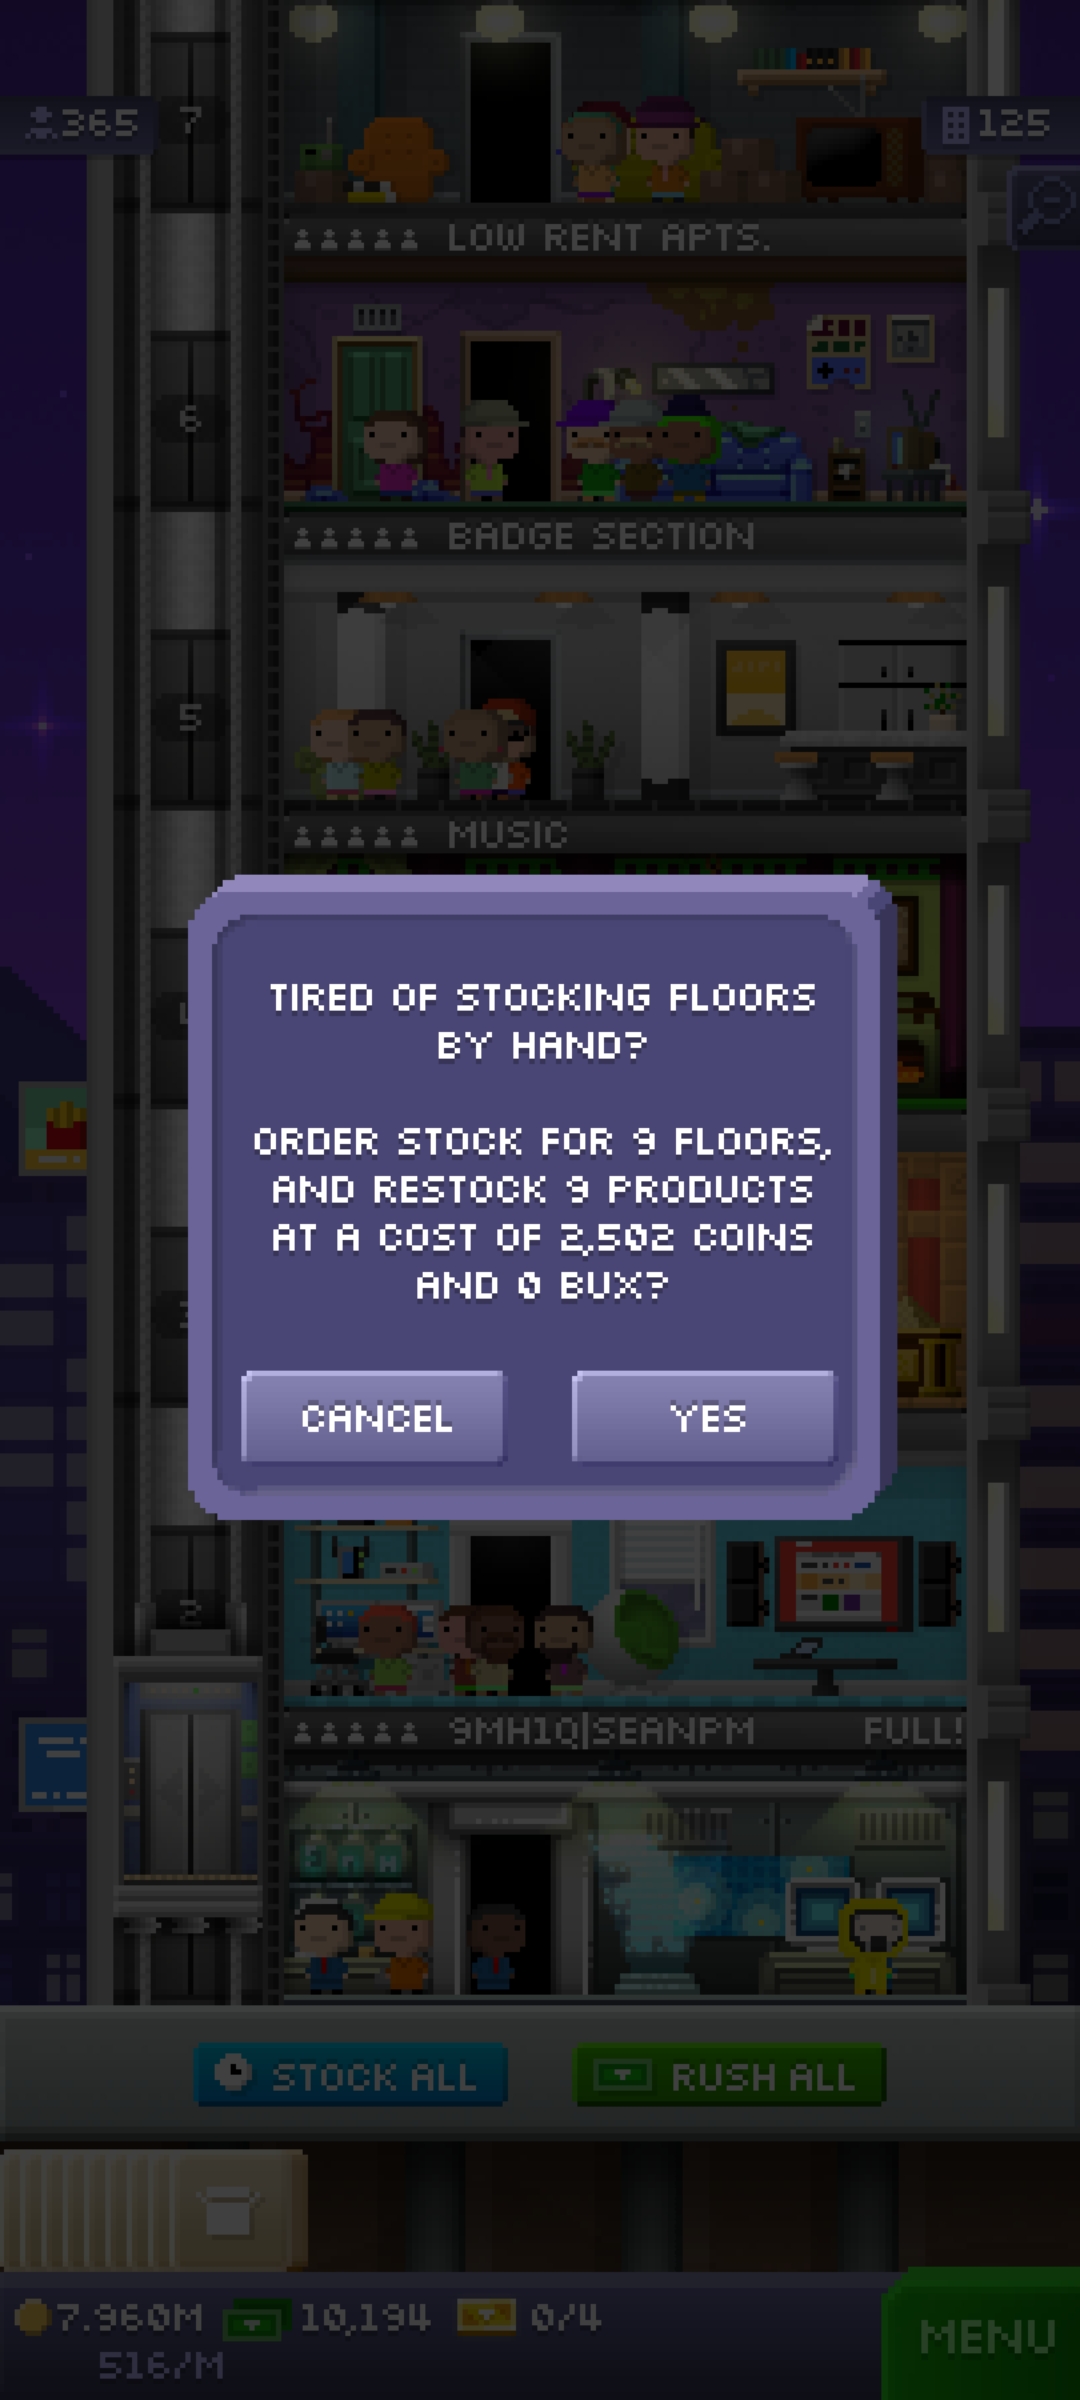 365
7
125
LOW RENT APTS.
6
BADGE SECTION
5
MUSIC
TIRED OF STOCKING FLOORS
BY HAND?
ORDER STOCK FOR 9 FLOORS,
AND RESTOCK 9 PRODUCTS
AT A COST OF 2,502 COINS
AND 0 BUX?
CANCEL
YES
2
9MH1Q|SEANPM
FULL!
STOCK ALL
RUSH ALL
7.960M
10,194
0/4
516/M
MENU